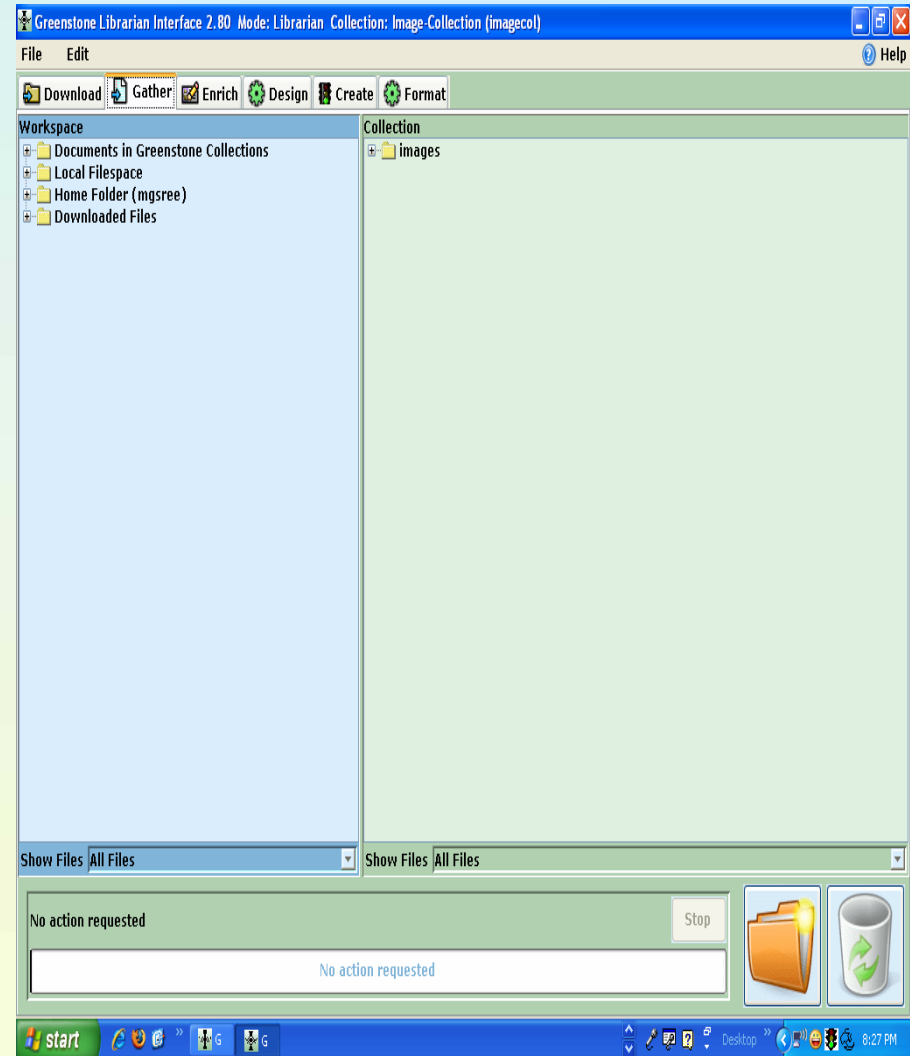 Greenstone Librarian Interface 2.80 Mode: Librarian Collection: Image-Collection (imagecol)
File Edit Help
Download Gather Enrich Design Create Format
Workspace
Documents in Greenstone Collections
Local Filespace
Home Folder (mgsree)
Downloaded Files
Show Files All Files
Collection
images
Show Files All Files
No action requested
Stop
No action requested
start G G Desktop 8:27 PM